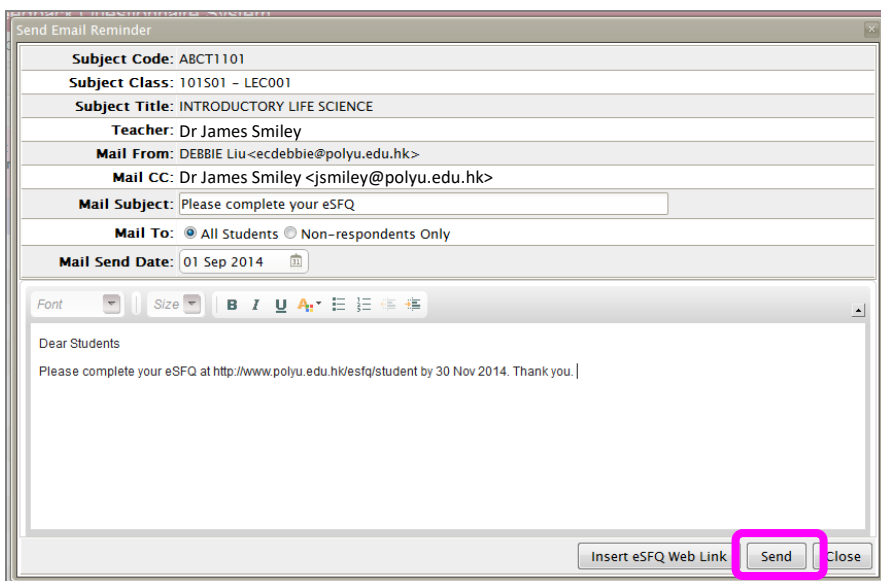 Send Email Reminder
Subject Code: ABCT1101
Subject Class: 101S01 - LEC001
Subject Title: INTRODUCTORY LIFE SCIENCE
Teacher: Dr James Smiley
Mail From: DEBBIE Liu<ecdebbie@polyu.edu.hk>
Mail CC: Dr James Smiley <jsmiley@polyu.edu.hk>
Mail Subject: Please complete your eSFQ
Mail To: All Students Non-respondents Only
Mail Send Date: 01 Sep 2014 31
Font Size B I U A
Dear Students
Please complete your eSFQ at http://www.polyu.edu.hk/esfq/student by 30 Nov 2014. Thank you.
Insert eSFQ Web Link Send Close